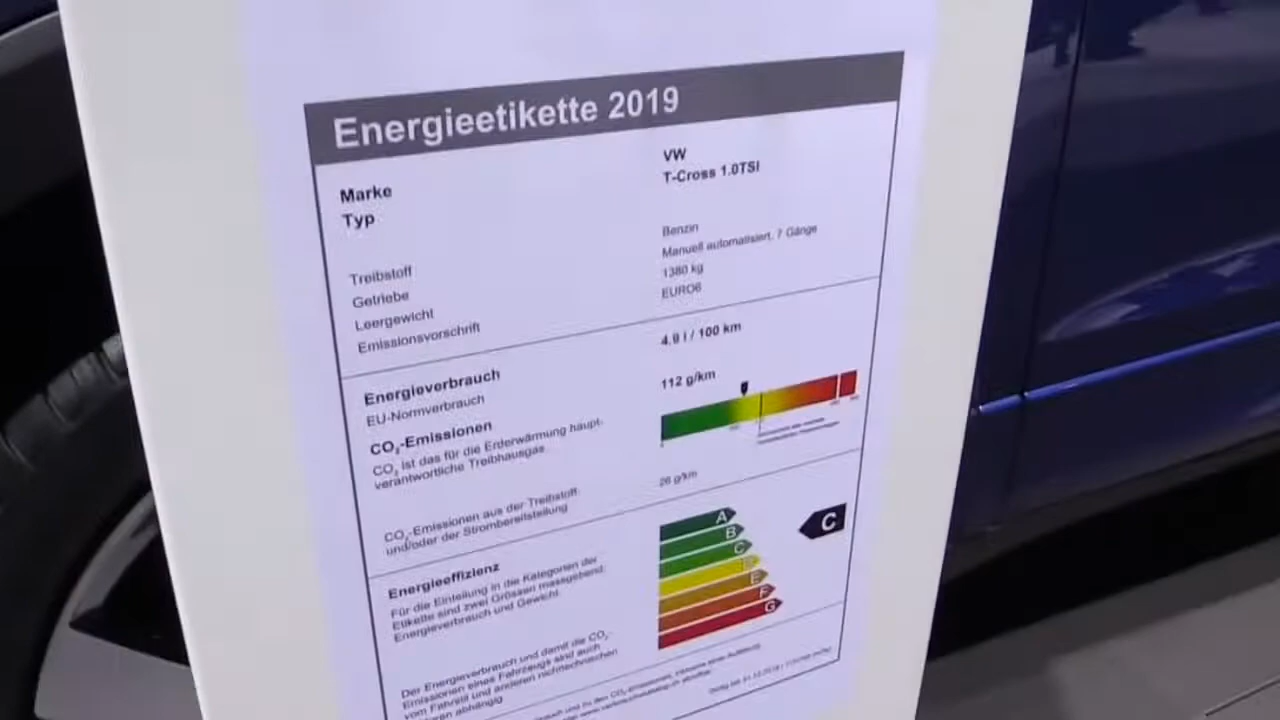 Energieetikette 2019
Marke VW
Typ T-Cross 1.0TSI
Treibstoff Benzin
Getriebe Manuell automatisiert, 7 Gänge
Leergewicht 1380 kg
Emissionsvorschrift EURO6
Energieverbrauch 4.9 l / 100 km
EU-Normverbrauch
CO₂-Emissionen 112 g/km
CO₂ ist das für die Erderwärmung haupt-
verantwortliche Treibhausgas
CO₂-Emissionen aus der Treibstoff- 26 g/km
und/oder der Strombereitstellung
Energieeffizienz
Für die Einteilung in die Kategorien der
Etikette sind zwei Grössen massgebend:
Energieverbrauch und Gewicht.
A
B
C C
D
E
F
G
Der Energieverbrauch und damit die CO₂-
Emissionen eines Fahrzeugs sind auch
vom Fahrstil und anderen nichttechnischen
abhängig